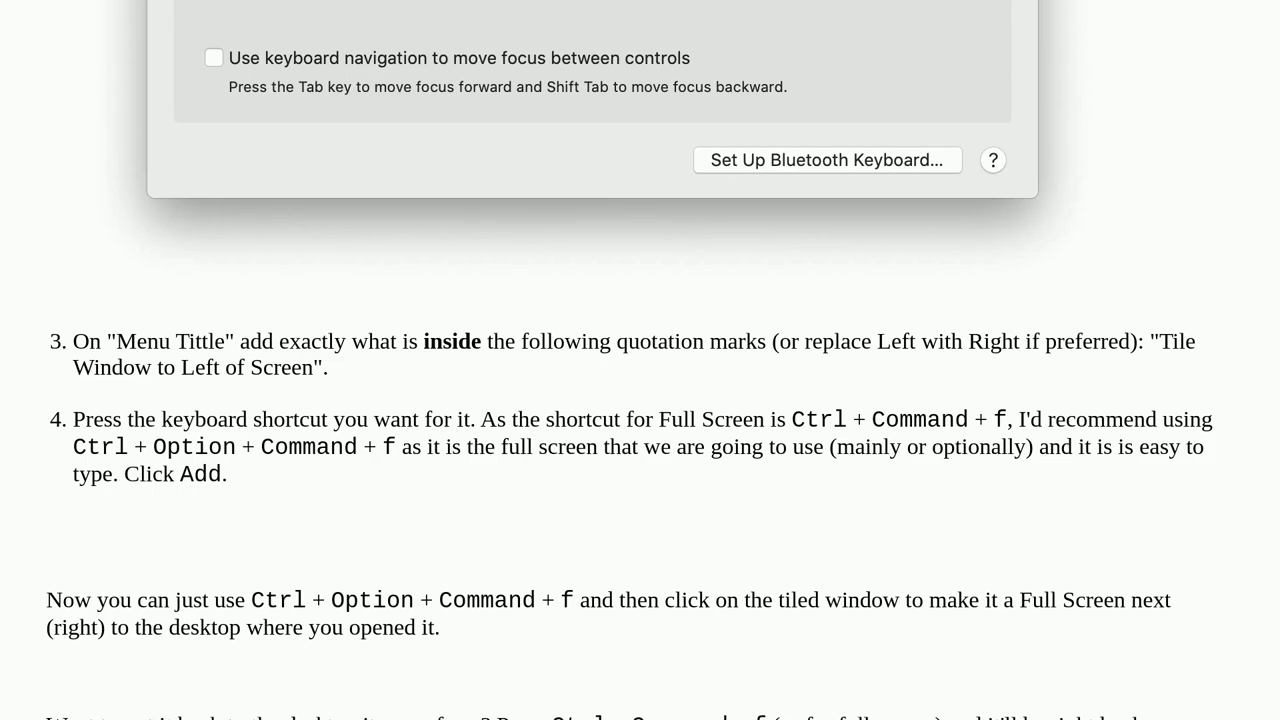 Use keyboard navigation to move focus between controls
Press the Tab key to move focus forward and Shift Tab to move focus backward.
Set Up Bluetooth Keyboard...
?
3. On "Menu Tittle" add exactly what is inside the following quotation marks (or replace Left with Right if preferred): "Tile
Window to Left of Screen".
4. Press the keyboard shortcut you want for it. As the shortcut for Full Screen is Ctrl + Command + f, I'd recommend using
Ctrl + Option + Command + f as it is the full screen that we are going to use (mainly or optionally) and it is is easy to
type. Click Add.
Now you can just use Ctrl + Option + Command + f and then click on the tiled window to make it a Full Screen next
(right) to the desktop where you opened it.